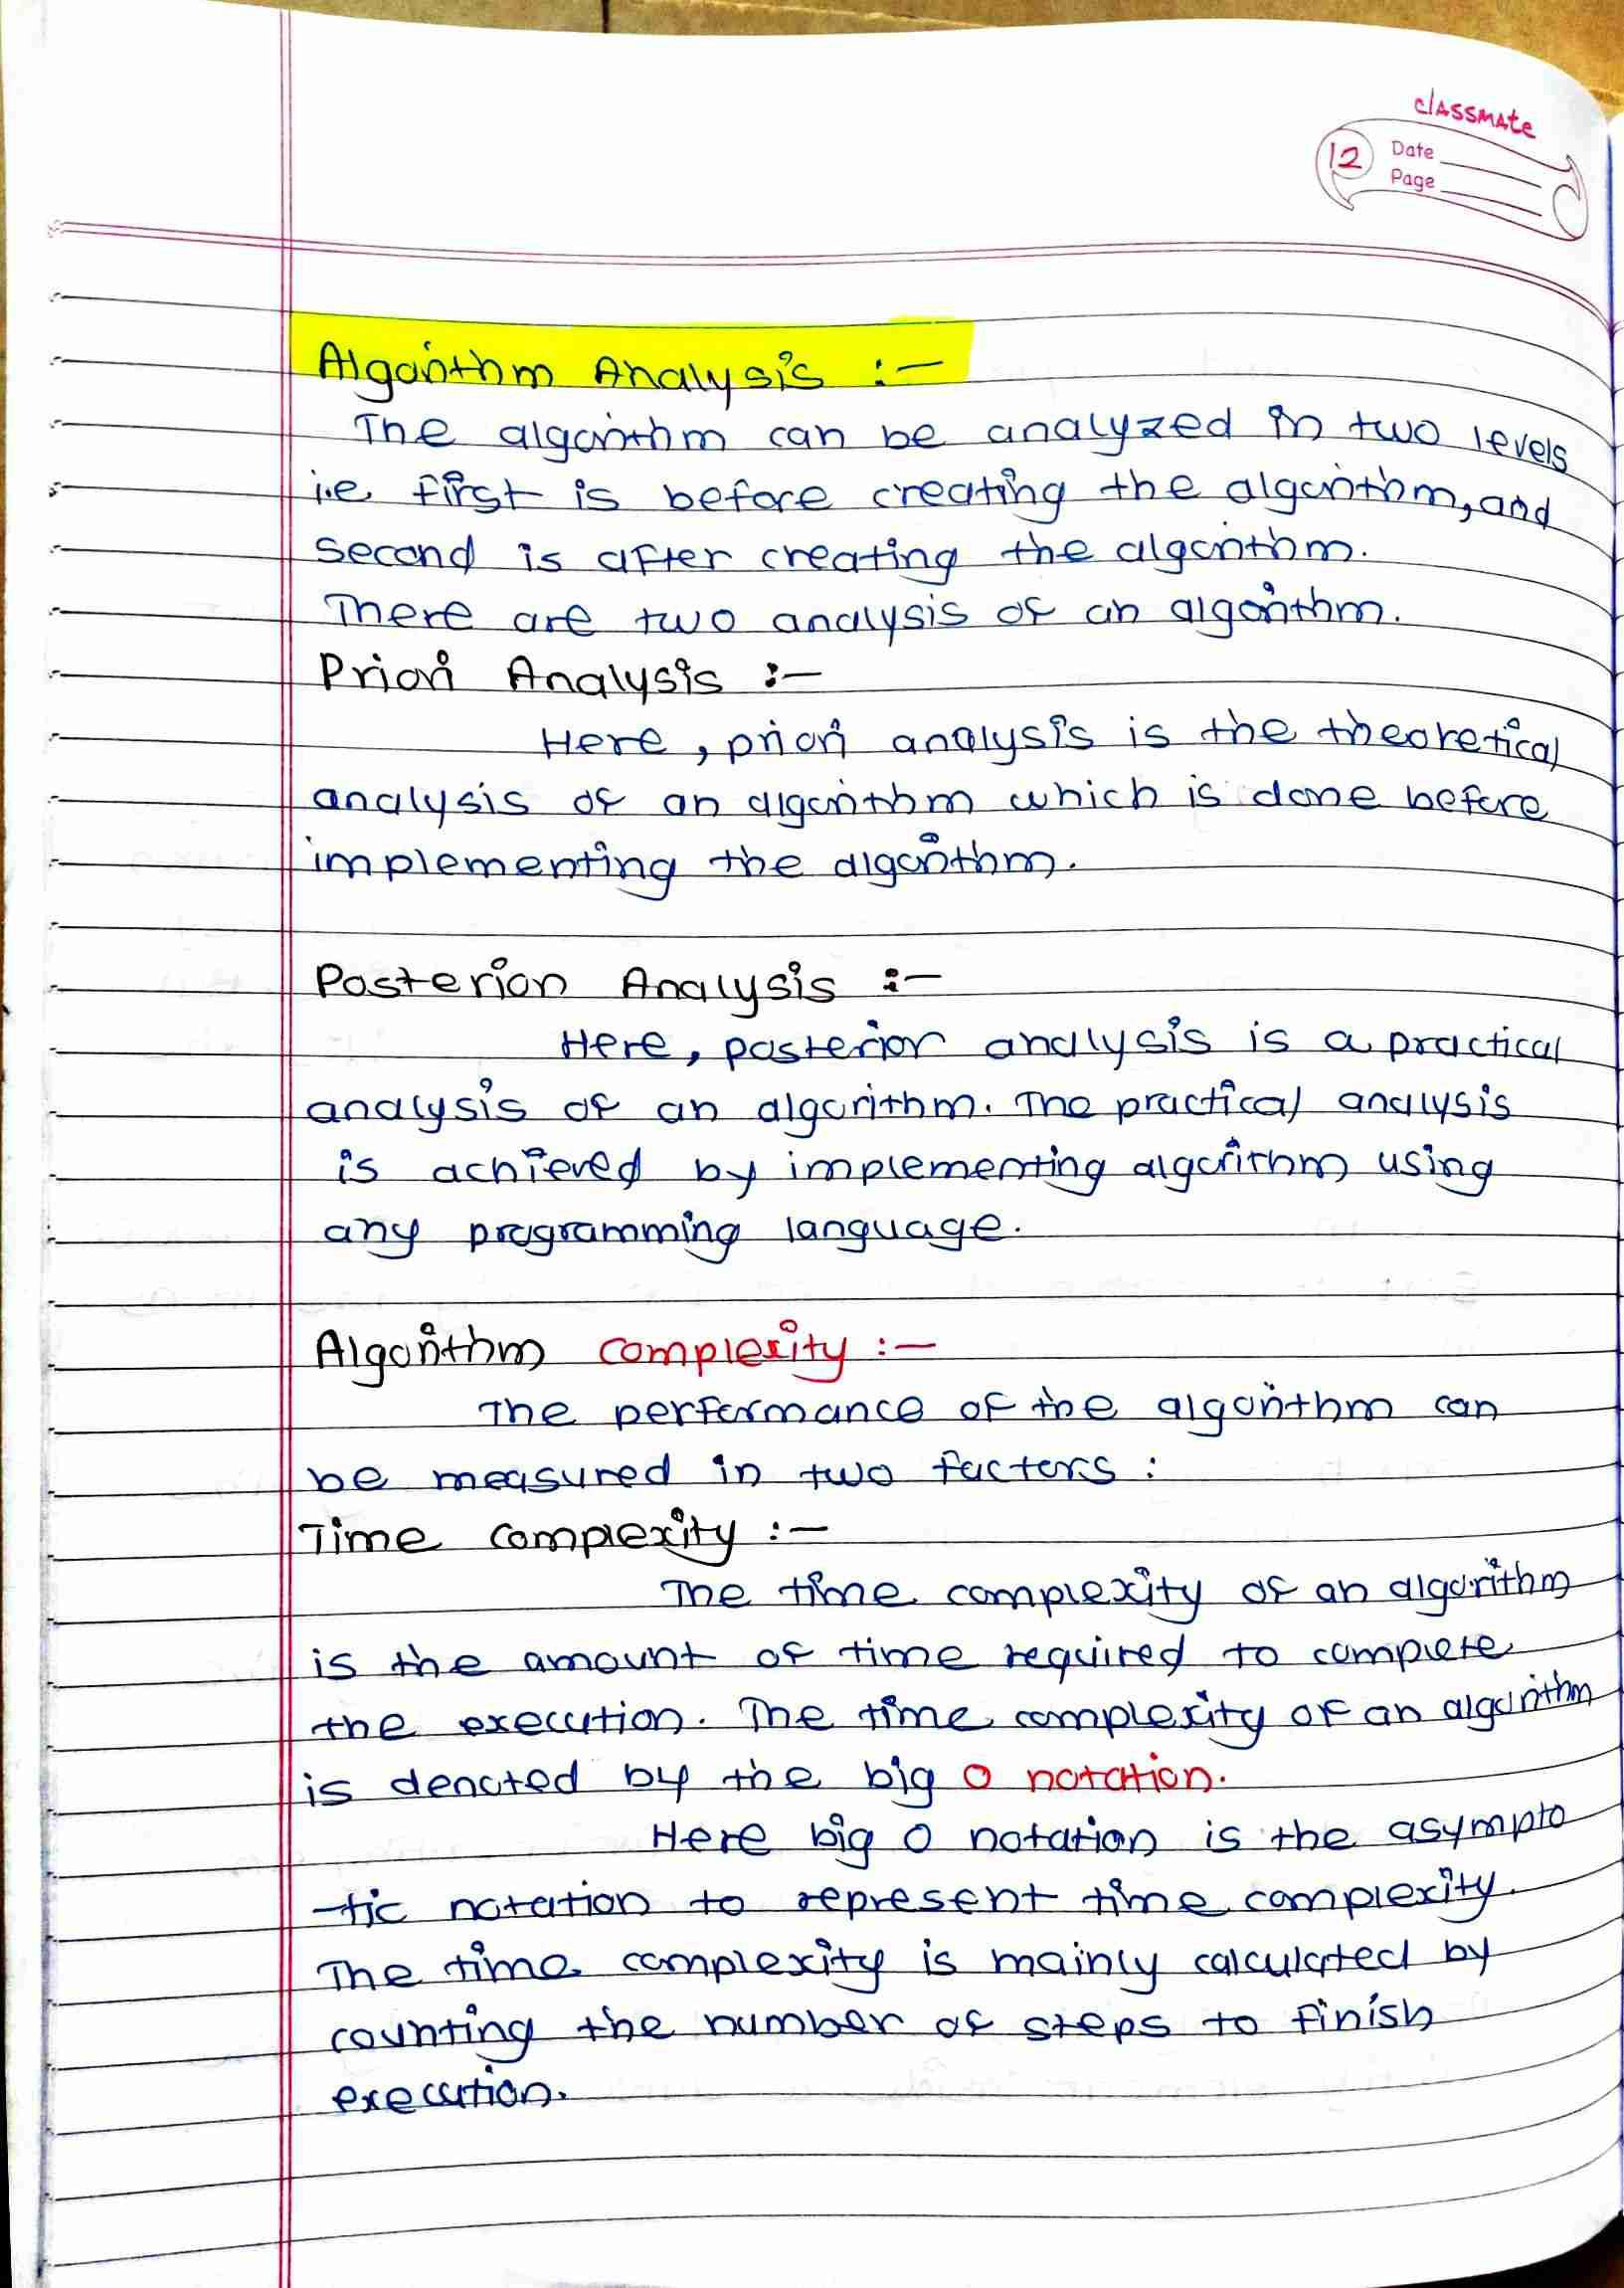 classmate
12
Date
Page
Algorithm Analysis :-
The algorithm can be analyzed in two levels
i.e. first is before creating the algorithm, and
second is after creating the algorithm.
There are two analysis of an algorithm.
Priori Analysis :-
Here, priori analysis is the theoretical
analysis of an algorithm which is done before
implementing the algorithm.
Posterion Analysis :-
Here, posterior analysis is a practical
analysis of an algorithm. The practical analysis
is achieved by implementing algorithm using
any programming language.
Algorithm complexity :-
The performance of the algorithm can
be measured in two factors :
Time complexity :-
The time complexity of an algorithm
is the amount of time required to complete
the execution. The time complexity of an algorithm
is denoted by the big O notation.
Here big O notation is the asympto
-tic notation to represent time complexity.
The time complexity is mainly calculated by
counting the number of steps to finish
execution.